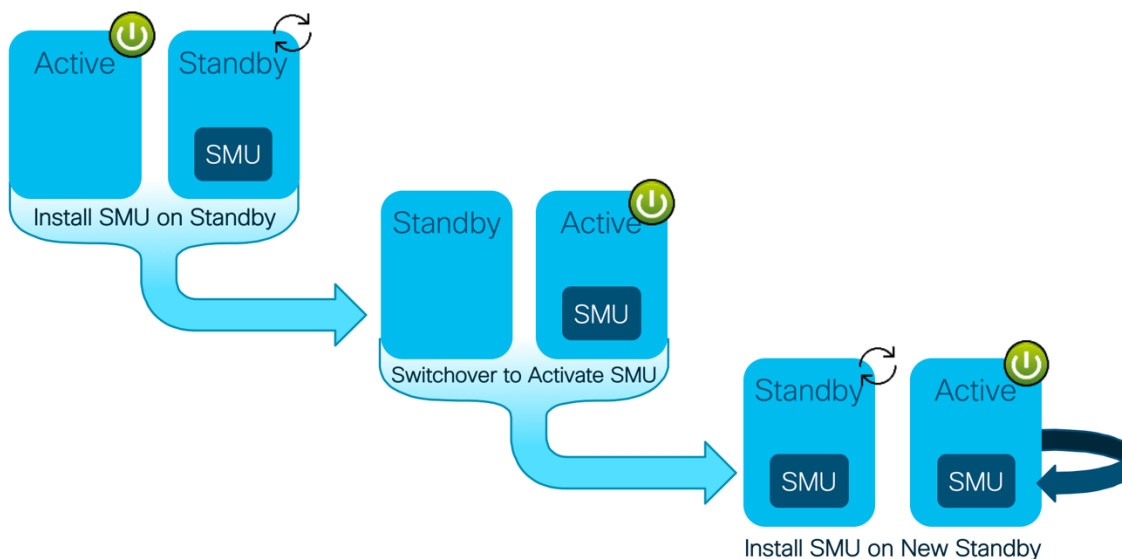 Active
Standby
SMU
Install SMU on Standby
Standby
Active
SMU
Switchover to Activate SMU
Standby
Active
SMU
SMU
Install SMU on New Standby